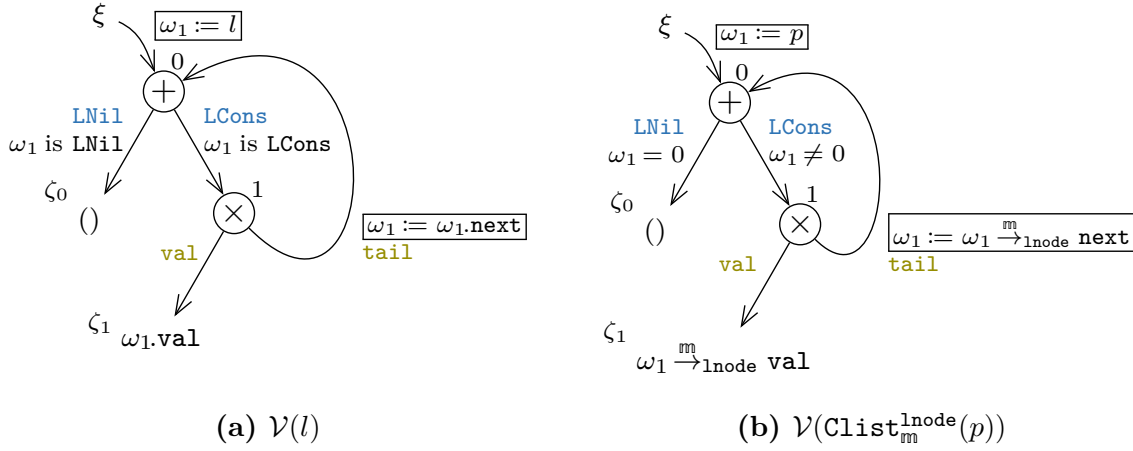 ξ
ω₁ := l
0
+
LNil
ω₁ is LNil
LCons
ω₁ is LCons
ζ₀
()
1
×
val
ω₁ := ω₁.next
tail
ζ₁
ω₁.val
(a) 𝒱(l)
ξ
ω₁ := p
0
+
LNil
ω₁ = 0
LCons
ω₁ ≠ 0
ζ₀
()
1
×
val
ω₁ := ω₁ →ᵐ_lnode next
tail
ζ₁
ω₁ →ᵐ_lnode val
(b) 𝒱(Clist_𝕞^lnode(p))